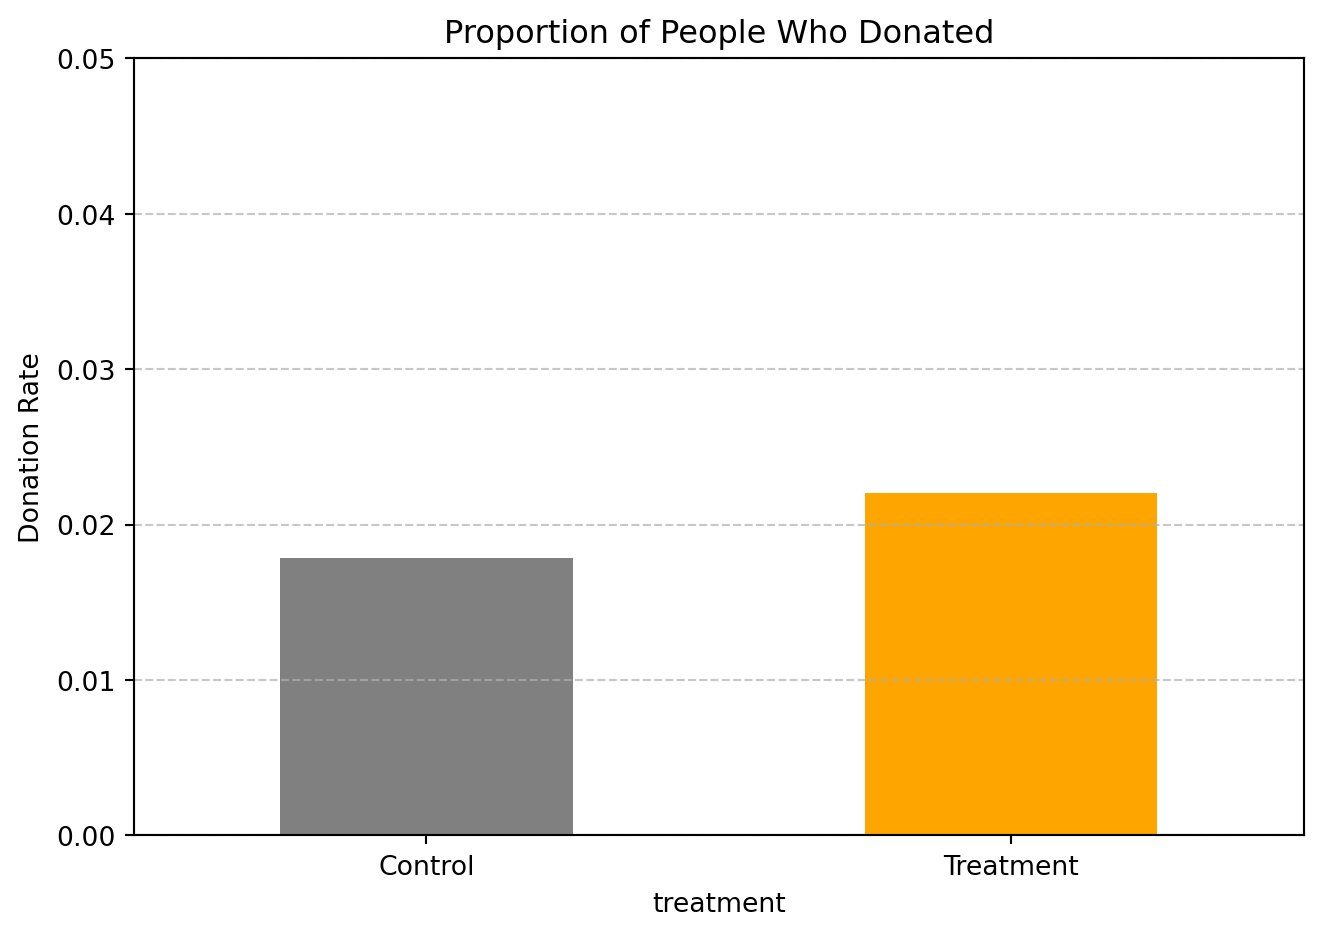 Proportion of People Who Donated
0.05
0.04
0.03
0.02
0.01
0.00
Donation Rate
Control
Treatment
treatment